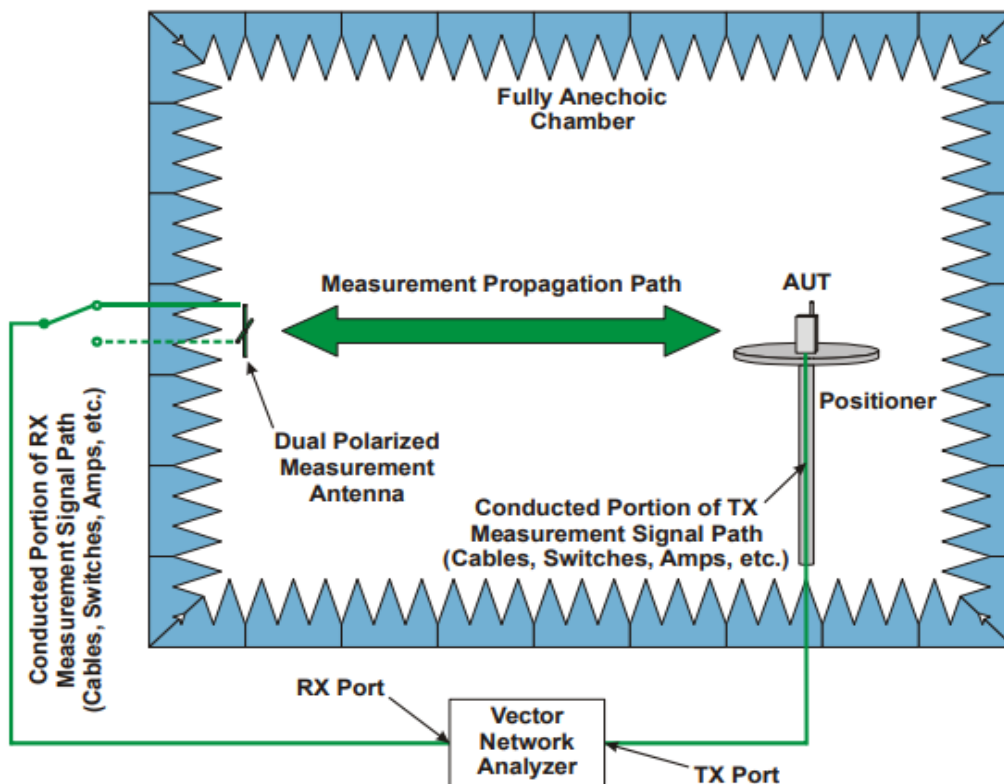 Fully Anechoic
Chamber
Measurement Propagation Path
AUT
Positioner
Dual Polarized
Measurement
Antenna
Conducted Portion of TX
Measurement Signal Path
(Cables, Switches, Amps, etc.)
Conducted Portion of RX
Measurement Signal Path
(Cables, Switches, Amps, etc.)
RX Port
Vector
Network
Analyzer
TX Port